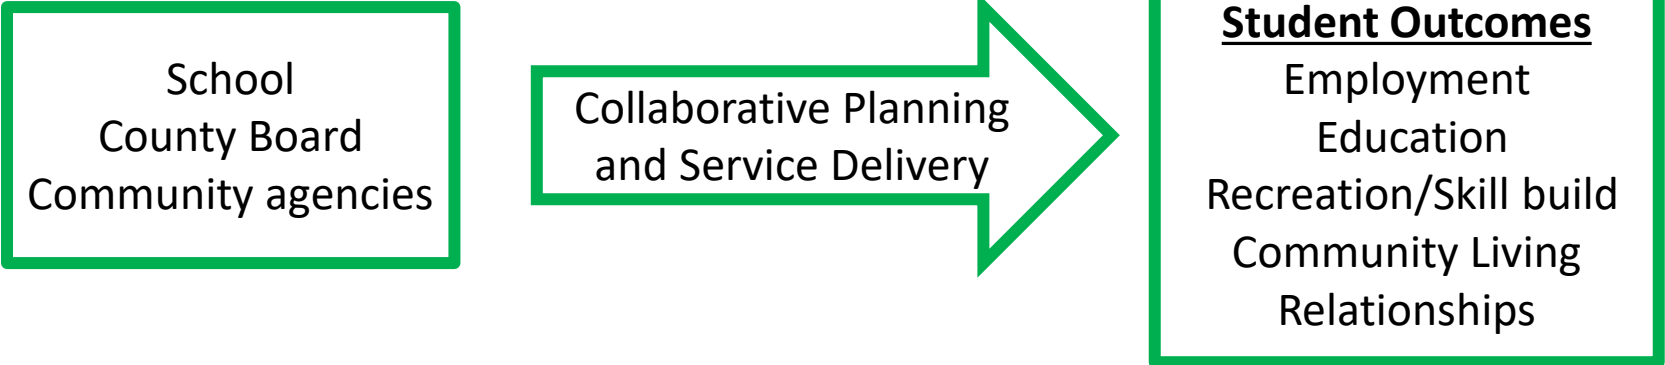 School
County Board
Community agencies
Collaborative Planning
and Service Delivery
Student Outcomes
Employment
Education
Recreation/Skill build
Community Living
Relationships